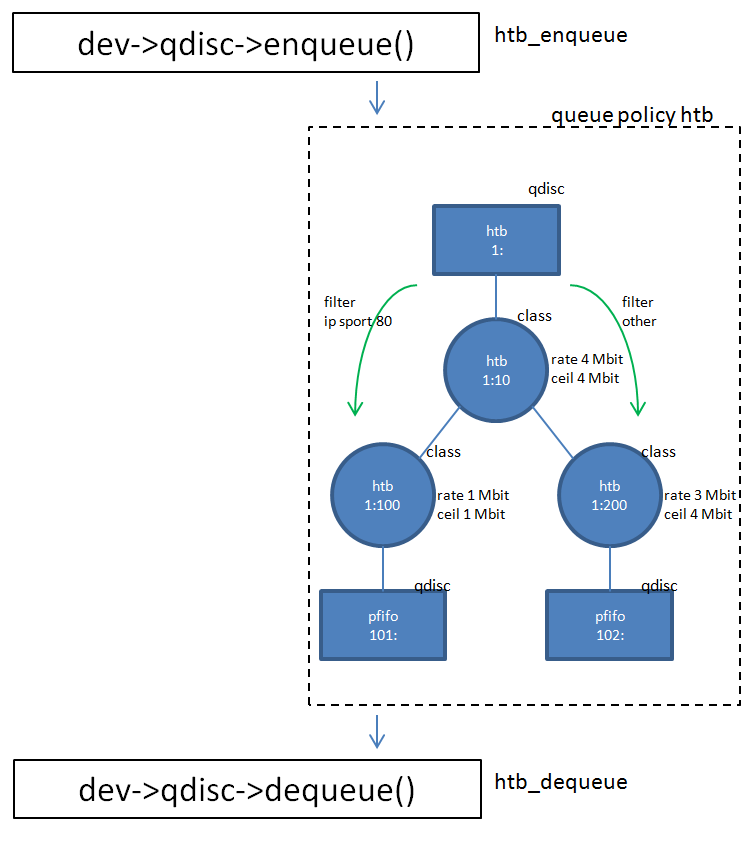 dev->qdisc->enqueue()
htb_enqueue
queue policy htb
qdisc
htb
1:
filter
ip sport 80
filter
other
class
htb
1:10
rate 4 Mbit
ceil 4 Mbit
class
htb
1:100
rate 1 Mbit
ceil 1 Mbit
class
htb
1:200
rate 3 Mbit
ceil 4 Mbit
qdisc
pfifo
101:
qdisc
pfifo
102:
dev->qdisc->dequeue()
htb_dequeue